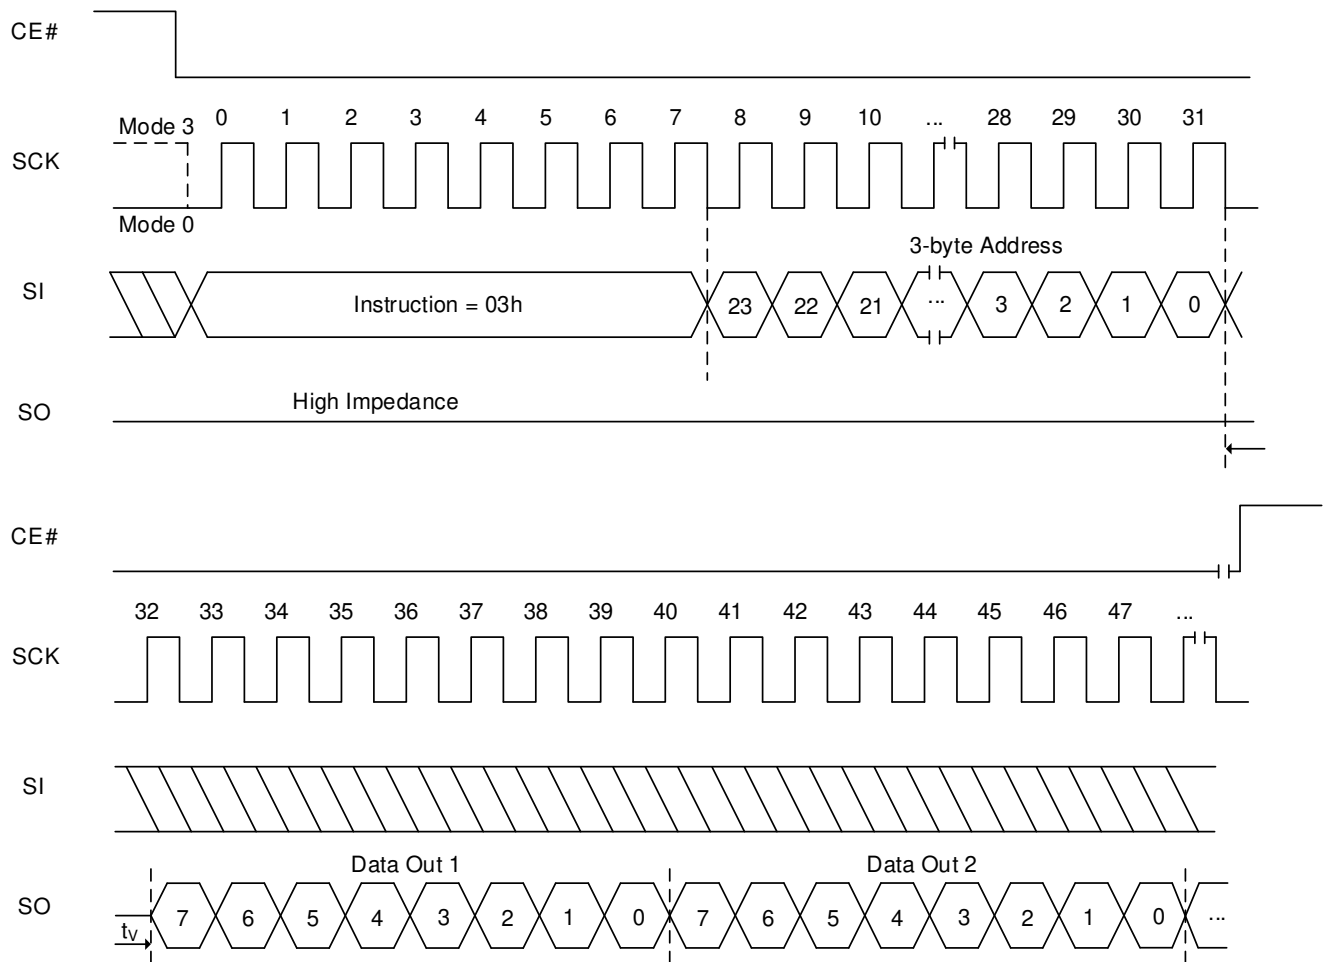 CE#
Mode 3 0 1 2 3 4 5 6 7 8 9 10 ... 28 29 30 31
SCK
Mode 0
3-byte Address
SI
Instruction = 03h 23 22 21 ... 3 2 1 0
SO
High Impedance
CE#
32 33 34 35 36 37 38 39 40 41 42 43 44 45 46 47 ...
SCK
SI
Data Out 1 Data Out 2
SO
7 6 5 4 3 2 1 0 7 6 5 4 3 2 1 0 ...
tV